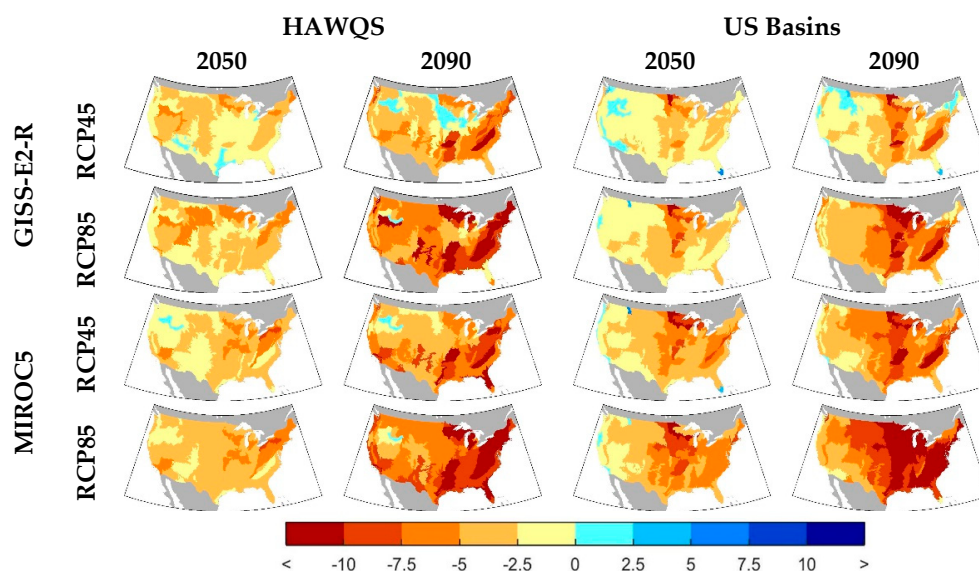 HAWQS US Basins
2050 2090 2050 2090
GISS-E2-R
RCP45
RCP85
MIROC5
RCP45
RCP85
< -10 -7.5 -5 -2.5 0 2.5 5 7.5 10 >